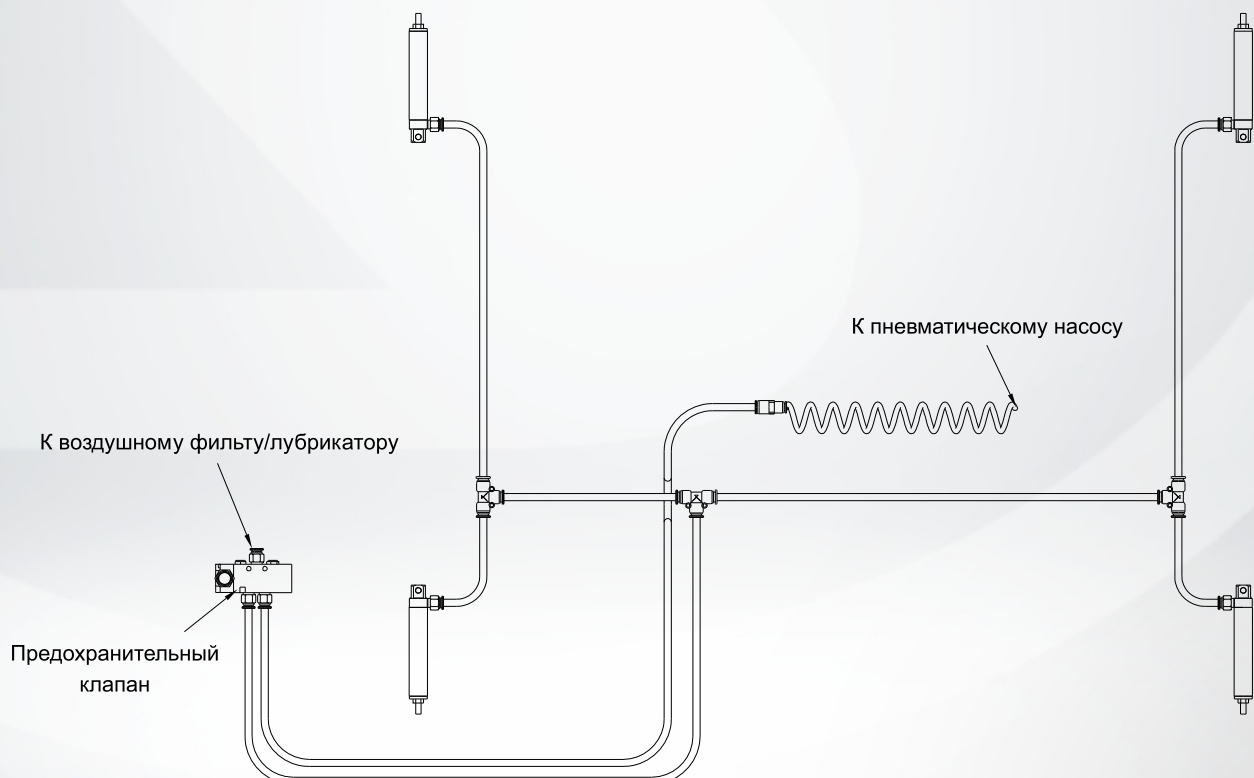 К пневматическому насосу
К воздушному фильту/лубрикатору
Предохранительный
клапан